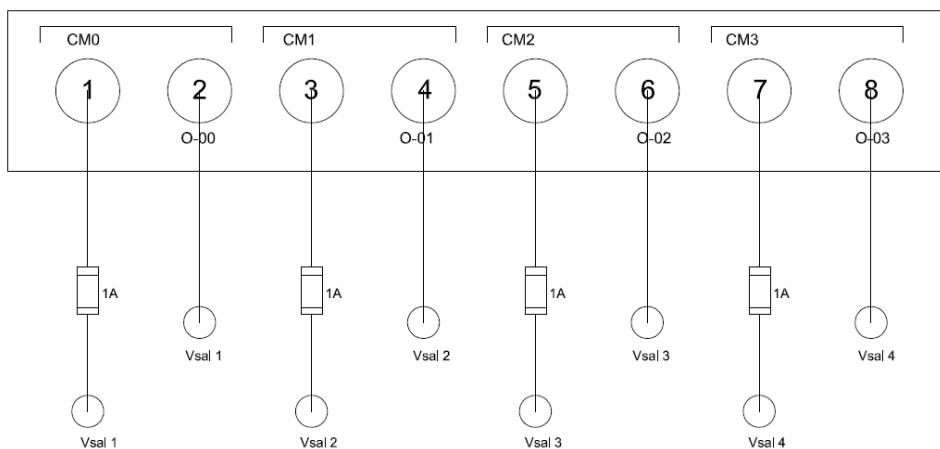 CM0 CM1 CM2 CM3
1 2 3 4 5 6 7 8
O-00 O-01 O-02 O-03
1A 1A 1A 1A
Vsal 1 Vsal 2 Vsal 3 Vsal 4
Vsal 1 Vsal 2 Vsal 3 Vsal 4